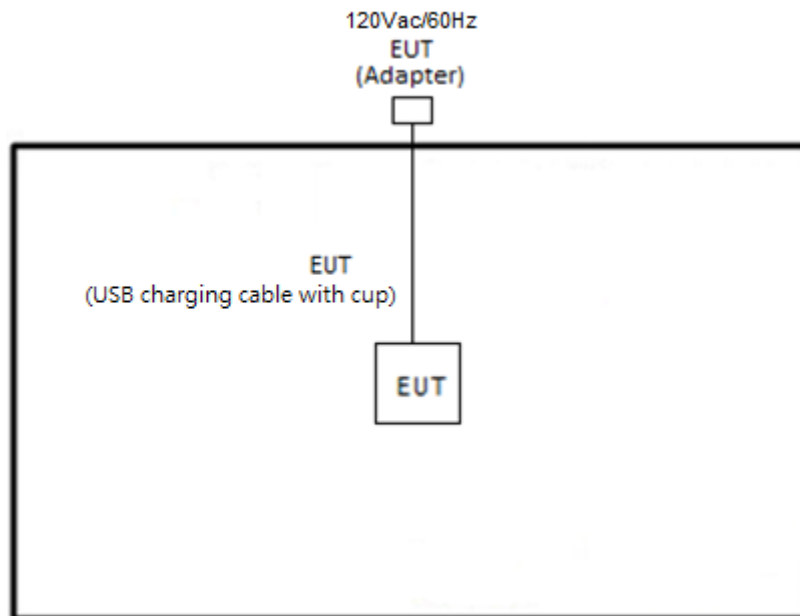 120Vac/60Hz
EUT
(Adapter)
EUT
(USB charging cable with cup)
EUT